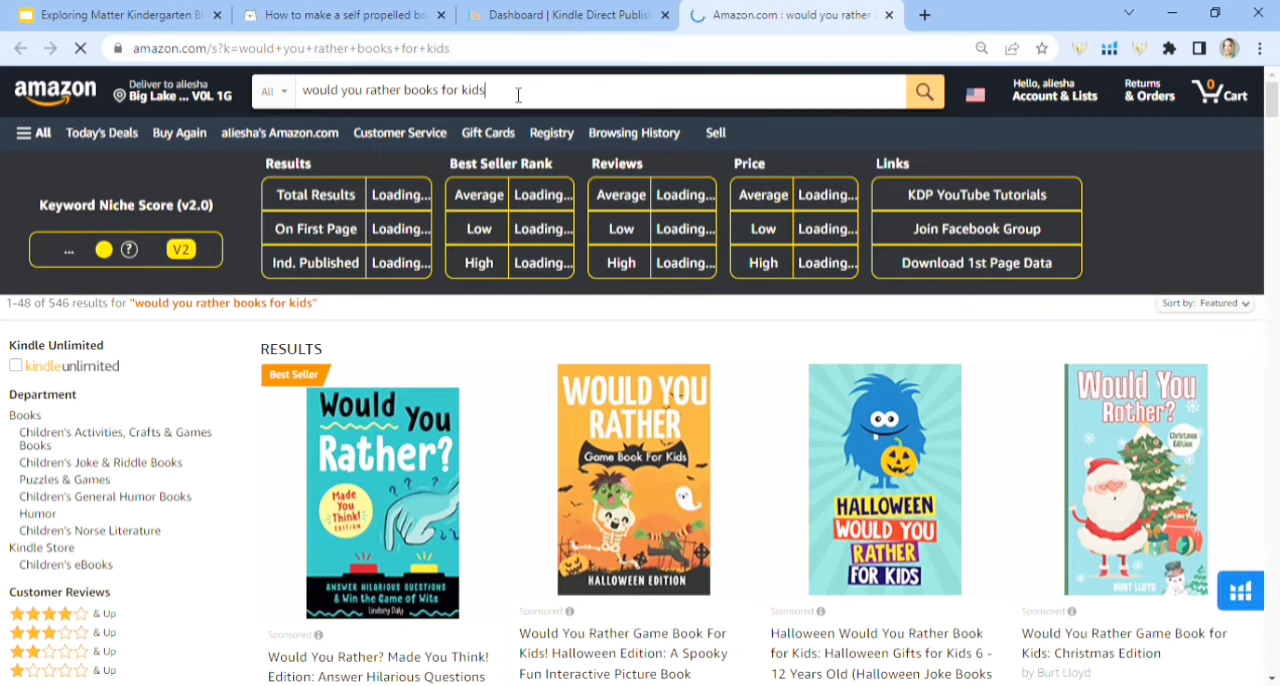 Exploring Matter Kindergarten Bl
How to make a self propelled bo
Dashboard | Kindle Direct Publis
Amazon.com : would you rather
amazon.com/s?k=would+you+rather+books+for+kids
amazon
Deliver to aliesha
Big Lake ... V0L 1G
All
would you rather books for kids
Hello, aliesha
Account & Lists
Returns
& Orders
0
Cart
All
Today's Deals
Buy Again
aliesha's Amazon.com
Customer Service
Gift Cards
Registry
Browsing History
Sell
Results
Best Seller Rank
Reviews
Price
Links
Keyword Niche Score (v2.0)
... ? V2
Total Results Loading...
Average Loading...
Average Loading...
Average Loading...
KDP YouTube Tutorials
On First Page Loading...
Low Loading...
Low Loading...
Low Loading...
Join Facebook Group
Ind. Published Loading...
High Loading...
High Loading...
High Loading...
Download 1st Page Data
1-48 of 546 results for "would you rather books for kids"
Sort by: Featured
Kindle Unlimited
kindleunlimited
Department
Books
Children's Activities, Crafts & Games
Books
Children's Joke & Riddle Books
Puzzles & Games
Children's General Humor Books
Humor
Children's Norse Literature
Kindle Store
Children's eBooks
Customer Reviews
& Up
& Up
& Up
& Up
RESULTS
Best Seller
Would You
Rather?
Made
You
Think!
EDITION
ANSWER HILARIOUS QUESTIONS
& Win the Game of Wits
Lindsey Daly
Sponsored
Would You Rather? Made You Think!
Edition: Answer Hilarious Questions
WOULD YOU
RATHER
Game Book For Kids
HALLOWEEN EDITION
Sponsored
Would You Rather Game Book For
Kids! Halloween Edition: A Spooky
Fun Interactive Picture Book
HALLOWEEN
WOULD YOU
RATHER
FOR KIDS
Sponsored
Halloween Would You Rather Book
for Kids: Halloween Gifts for Kids 6 -
12 Years Old (Halloween Joke Books
Would You
Rather?
Christmas
Edition
BURT LLOYD
Sponsored
Would You Rather Game Book for
Kids: Christmas Edition
by Burt Lloyd